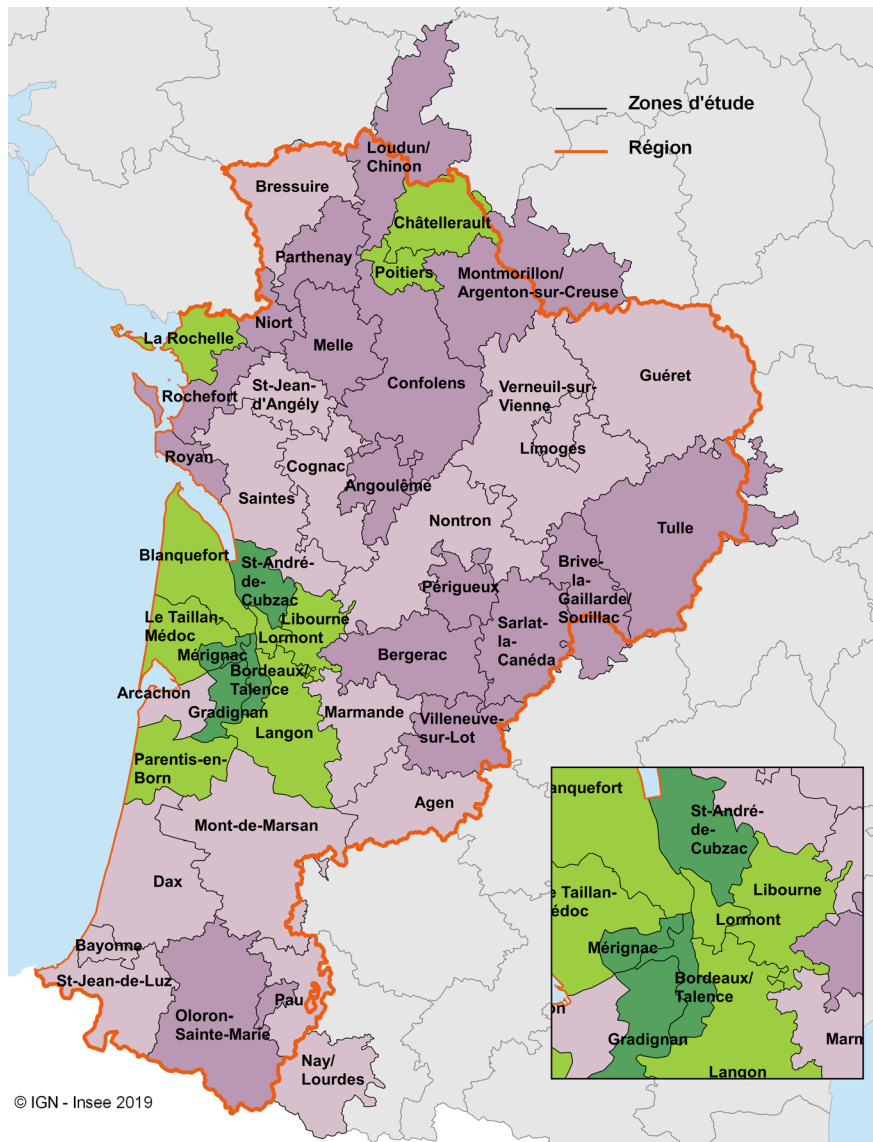 Zones d'étude
Région
Loudun/
Chinon
Bressuire
Châtellerault
Parthenay
Poitiers
Montmorillon/
Argenton-sur-Creuse
La Rochelle
Niort
Melle
Guéret
Rochefort
St-Jean-
d'Angély
Confolens
Verneuil-sur-
Vienne
Limoges
Royan
Cognac
Angoulême
Saintes
Nontron
Tulle
Blanquefort
St-André-
de-
Cubzac
Brive-
la-
Gaillarde/
Souillac
Périgueux
Le Taillan-
Médoc
Libourne
Lormont
Sarlat-
la-
Canéda
Mérignac
Bergerac
Bordeaux/
Talence
Arcachon
Gradignan
Marmande
Villeneuve-
sur-Lot
Langon
Parentis-en-
Born
Agen
Mont-de-Marsan
Dax
Bayonne
St-Jean-de-Luz
Oloron-
Sainte-Marie
Pau
Nay/
Lourdes
anquefort
St-André-
de-
Cubzac
e Taillan-
édoc
Libourne
Lormont
Mérignac
Bordeaux/
Talence
on
Gradignan
Marn
Langon
© IGN - Insee 2019